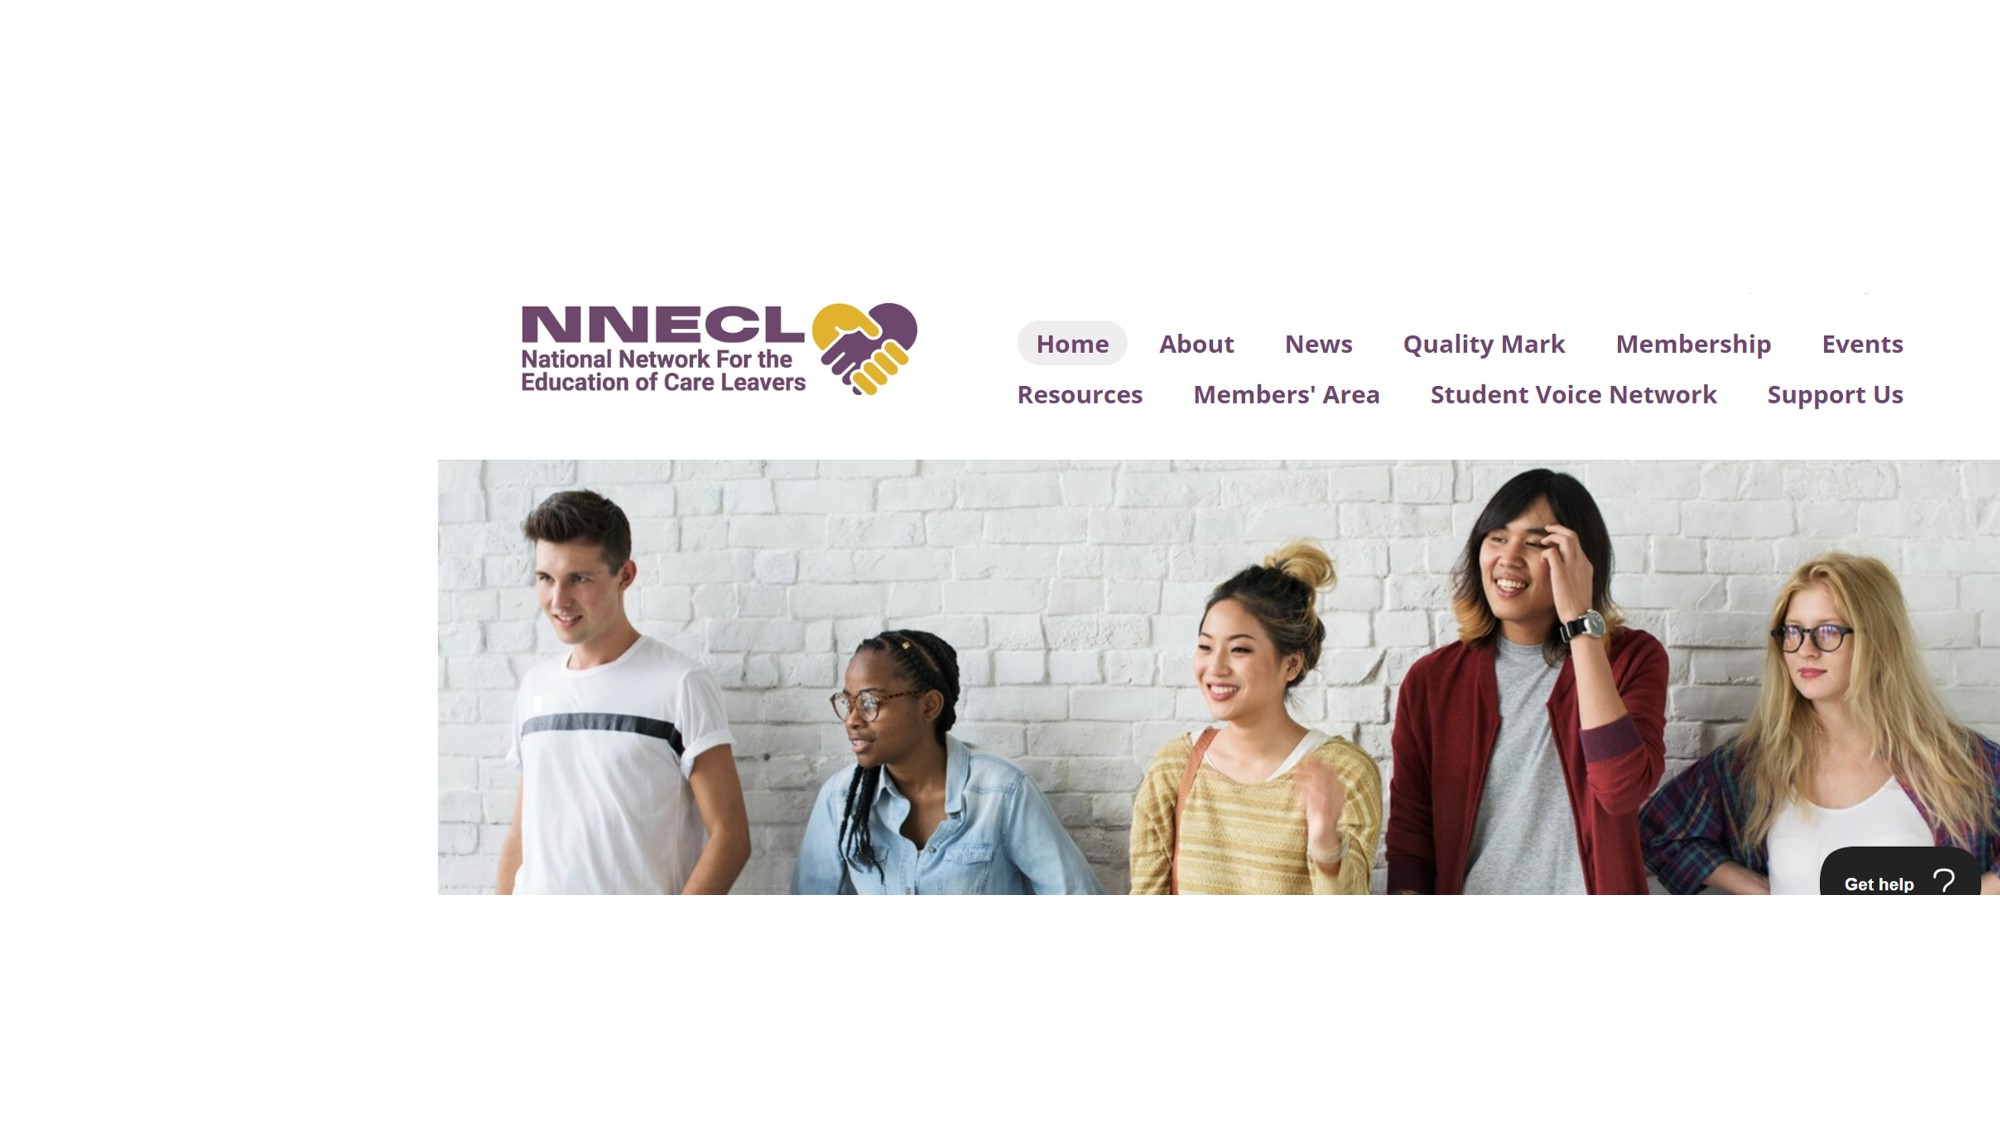 NNECL
National Network For the
Education of Care Leavers
Home About News Quality Mark Membership Events
Resources Members' Area Student Voice Network Support Us
Get help ?